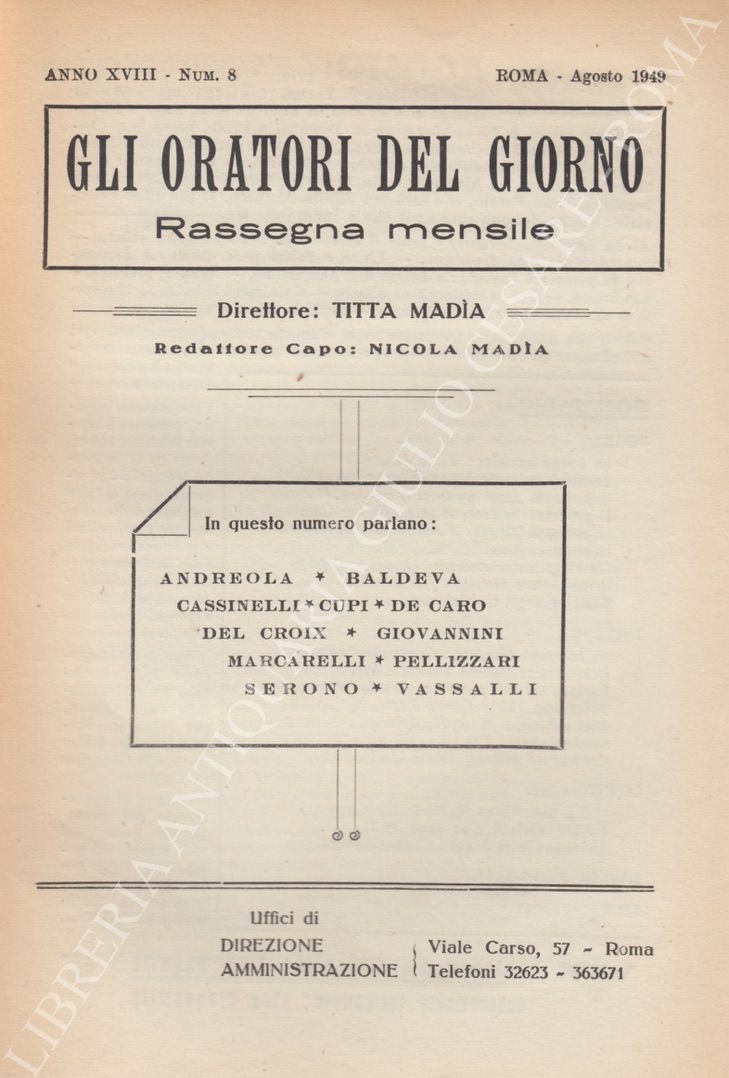 ANNO XVIII - NUM. 8 ROMA - Agosto 1949
GLI ORATORI DEL GIORNO
Rassegna mensile
Direttore: TITTA MADÌA
Redattore Capo: NICOLA MADÌA
In questo numero parlano:
ANDREOLA * BALDEVA
CASSINELLI * CUPI * DE CARO
DEL CROIX * GIOVANNINI
MARCARELLI * PELLIZZARI
SERONO * VASSALLI
Uffici di
DIREZIONE Viale Carso, 57 - Roma
AMMINISTRAZIONE Telefoni 32623 - 363671
LIBRERIA ANTIQUARIA GIULIO CESARE - ROMA